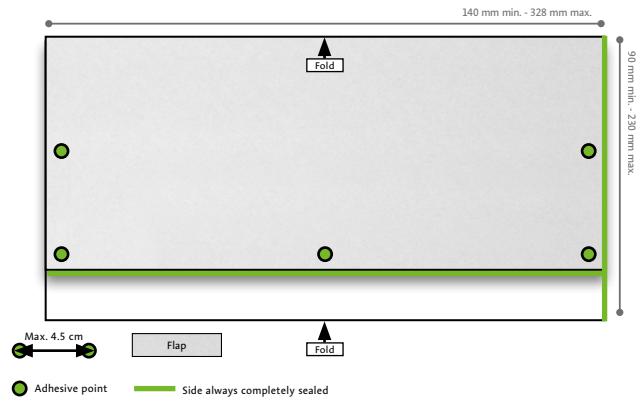 140 mm min. - 328 mm max.
Fold
90 mm min. - 230 mm max.
Max. 4.5 cm
Flap
Fold
Adhesive point
Side always completely sealed